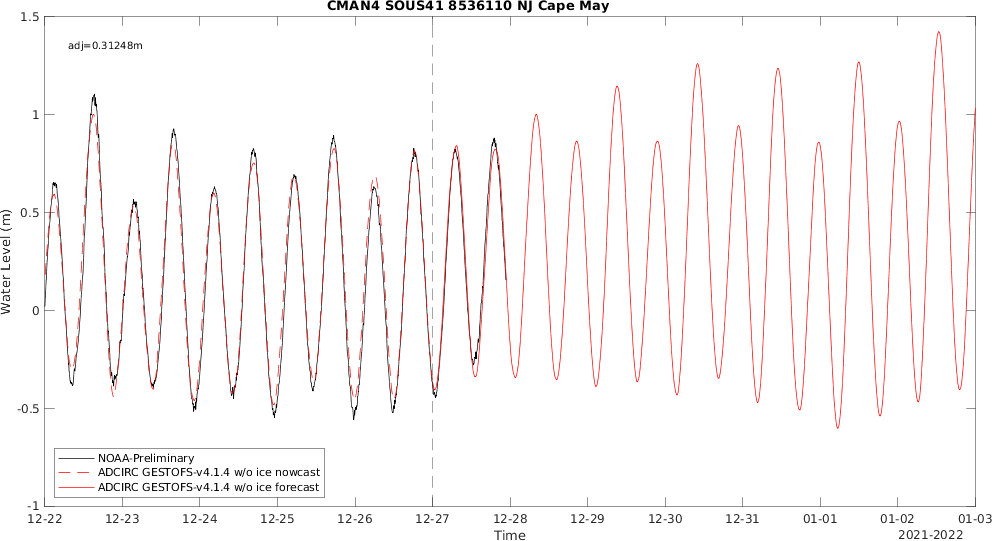 CMAN4 SOUS41 8536110 NJ Cape May
adj=0.31248m
1.5
1
0.5
0
-0.5
-1
Water Level (m)
NOAA-Preliminary
ADCIRC GESTOFS-v4.1.4 w/o ice nowcast
ADCIRC GESTOFS-v4.1.4 w/o ice forecast
12-22 12-23 12-24 12-25 12-26 12-27 12-28 12-29 12-30 12-31 01-01 01-02 01-03
Time
2021-2022